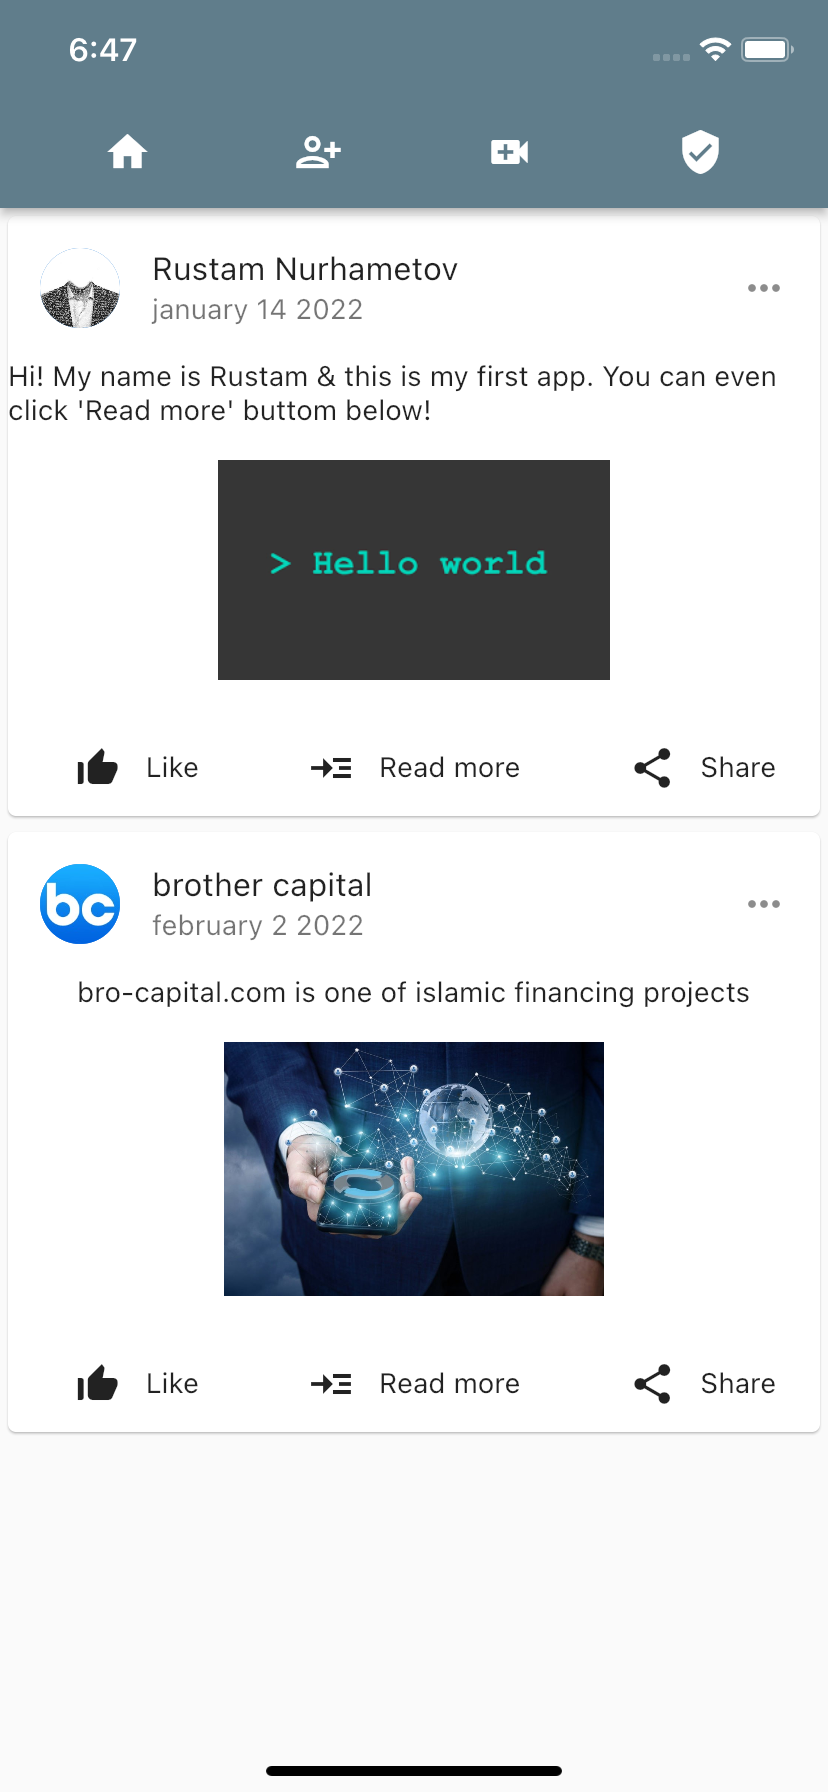 6:47
Rustam Nurhametov
january 14 2022
Hi! My name is Rustam & this is my first app. You can even
click 'Read more' buttom below!
> Hello world
Like
Read more
Share
brother capital
bc
february 2 2022
bro-capital.com is one of islamic financing projects
Like
Read more
Share